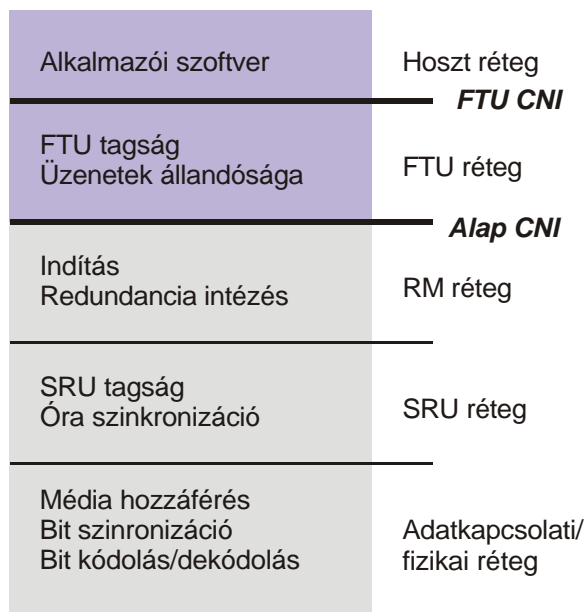 Alkalmazói szoftver
Hoszt réteg
FTU CNI
FTU tagság
Üzenetek állandósága
FTU réteg
Alap CNI
Indítás
Redundancia intézés
RM réteg
SRU tagság
Óra szinkronizáció
SRU réteg
Média hozzáférés
Bit szinronizáció
Bit kódolás/dekódolás
Adatkapcsolati/
fizikai réteg